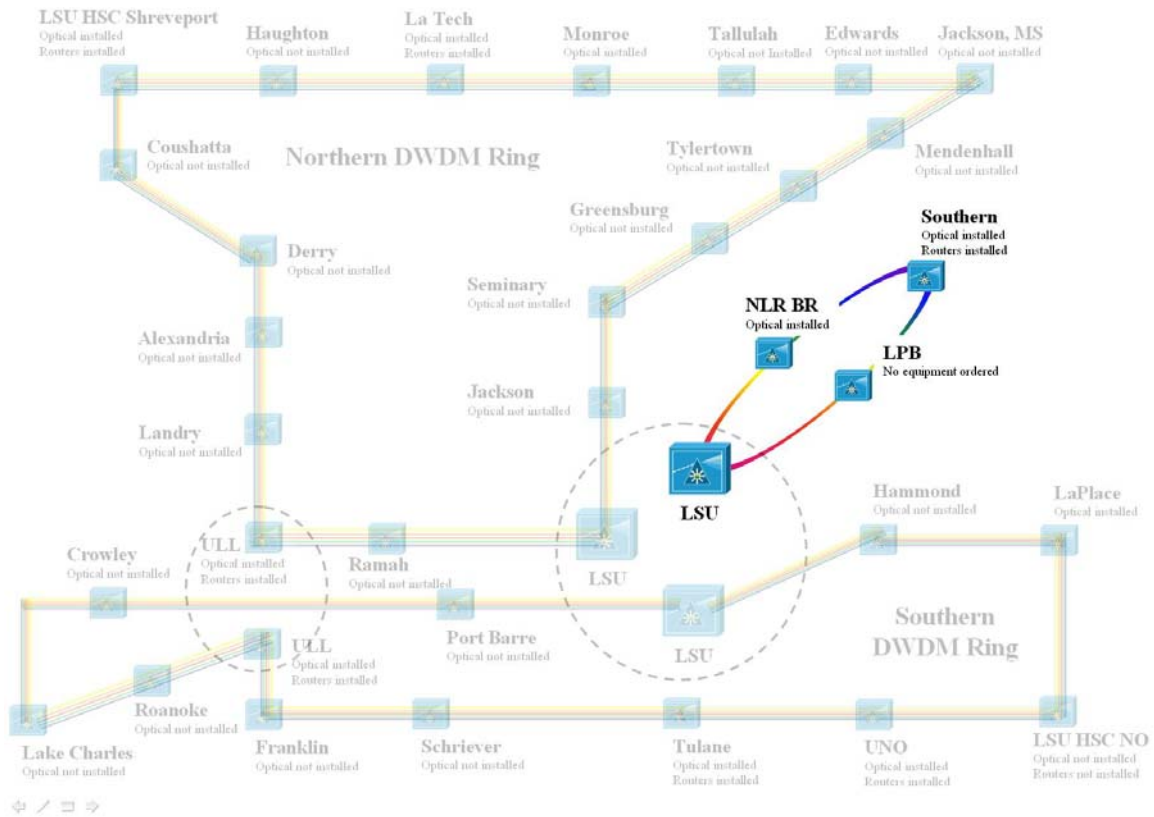 LSU HSC Shreveport
Optical installed
Routers installed
Haughton
Optical not installed
La Tech
Optical not installed
Routers installed
Monroe
Optical not installed
Tallulah
Optical not Installed
Edwards
Optical not installed
Jackson, MS
Optical not installed
Coushatta
Optical not installed
Northern DWDM Ring
Tylertown
Optical not installed
Mendenhall
Optical not installed
Greensburg
Optical not installed
Southern
Optical installed
Routers installed
Derry
Optical not installed
Seminary
Optical not installed
NLR BR
Optical installed
Alexandria
Optical not installed
LPB
No equipment ordered
Jackson
Optical not installed
Landry
Optical not installed
LSU
Hammond
Optical not installed
LaPlace
Optical installed
ULL
Optical installed
Routers installed
Ramah
Optical not installed
LSU
Crowley
Optical not installed
Port Barre
Optical not installed
LSU
Southern
DWDM Ring
ULL
Optical installed
Routers installed
Roanoke
Optical not installed
Lake Charles
Optical not installed
Franklin
Optical not installed
Schriever
Optical not installed
Tulane
Optical installed
Routers installed
UNO
Optical installed
Routers installed
LSU HSC NO
Optical not installed
Routers not installed